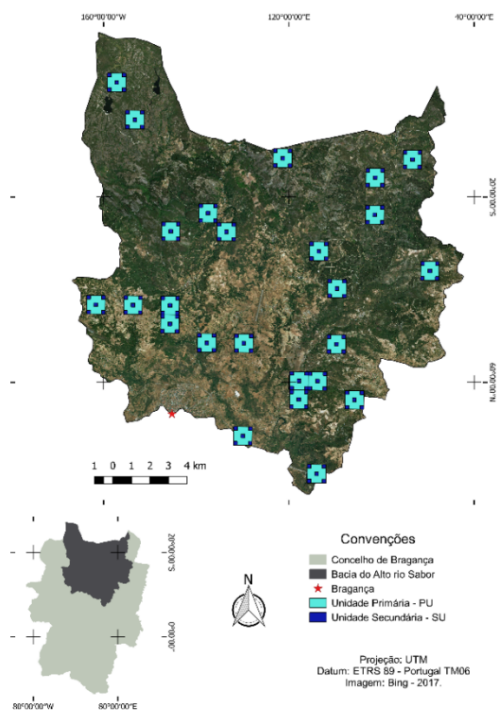 160°00'00"W
120°00'00"E
40°00'00"E
20°00'00"S
60°00'00"N
1 0 1 2 3 4 km
Convenções
Concelho de Bragança
Bacia do Alto rio Sabor
Bragança
Unidade Primária - PU
Unidade Secundária - SU
20°00'00"S
0°00'00"
N
80°00'00"W
80°00'00"E
Projeção: UTM
Datum: ETRS 89 - Portugal TM06
Imagem: Bing - 2017.